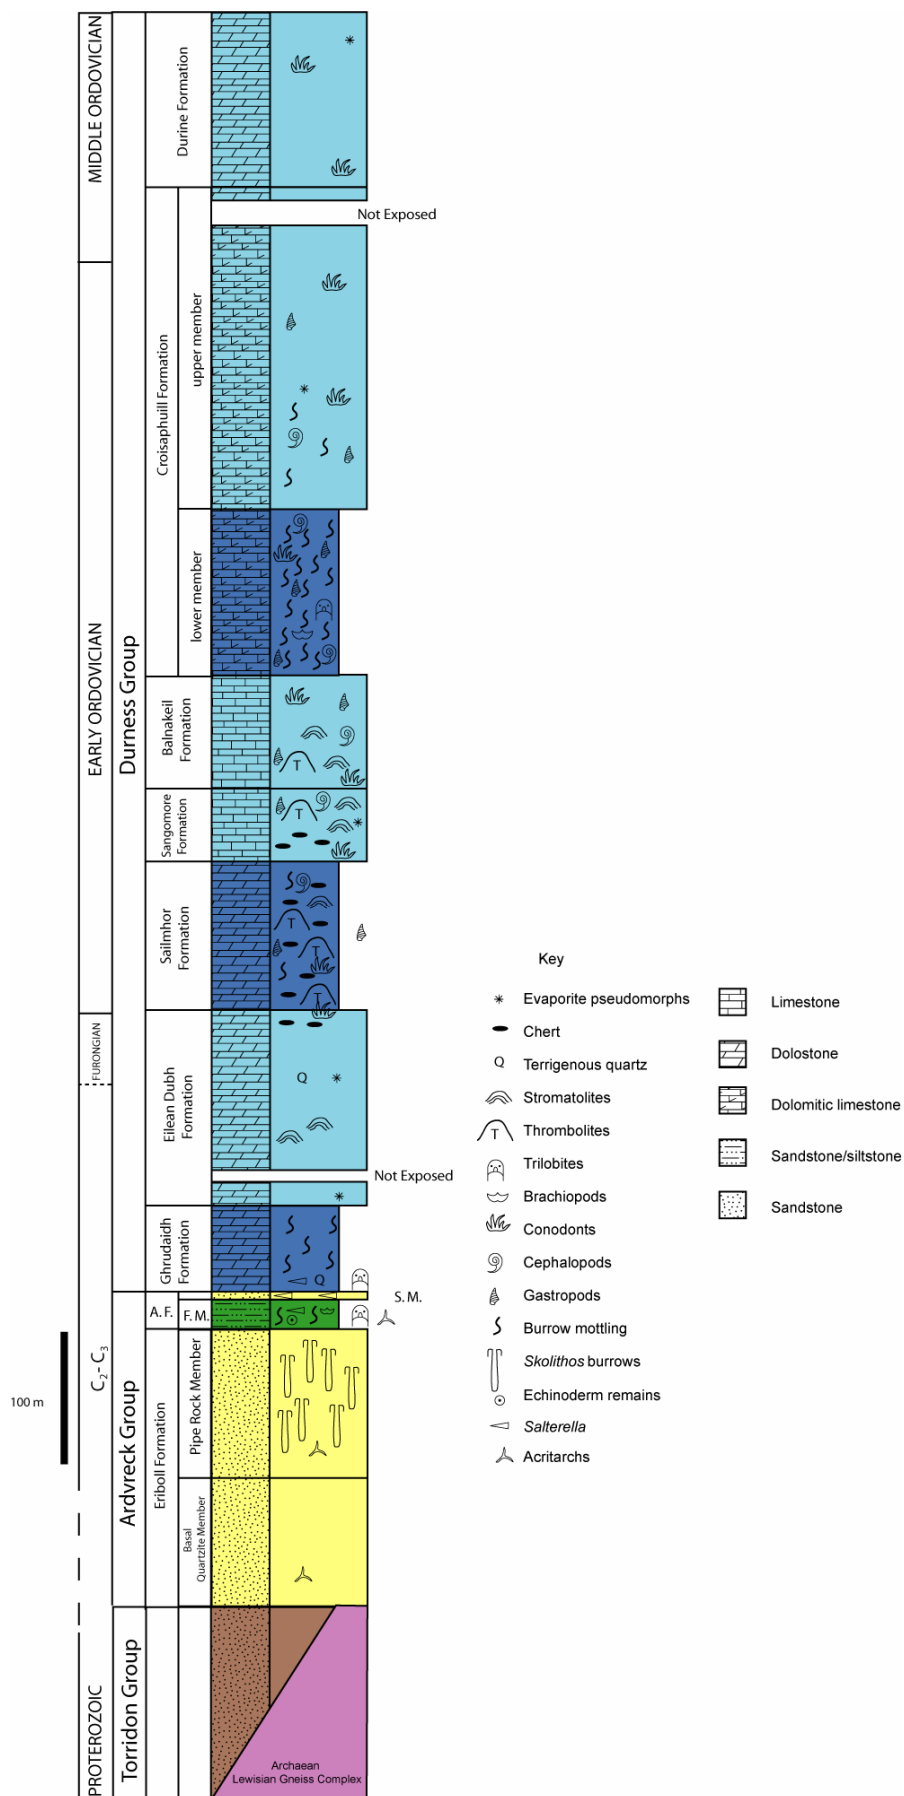 MIDDLE ORDOVICIAN
EARLY ORDOVICIAN
FURONGIAN
C₂- C₃
PROTEROZOIC
Durness Group
Ardvreck Group
Torridon Group
Durine Formation
Not Exposed
Croisaphuill Formation
upper member
lower member
Balnakeil
Formation
Sangomore
Formation
Sailmhor
Formation
Eilean Dubh
Formation
Not Exposed
Ghrudaidh
Formation
S. M.
A. F.
F. M.
Eriboll Formation
Pipe Rock Member
Basal
Quartzite Member
T
T
T
T
T
Q
Q
Archaean
Lewisian Gneiss Complex
100 m
Key
Evaporite pseudomorphs
Chert
Q Terrigenous quartz
Stromatolites
T Thrombolites
Trilobites
Brachiopods
Conodonts
Cephalopods
Gastropods
Burrow mottling
Skolithos burrows
Echinoderm remains
Salterella
Acritarchs
Limestone
Dolostone
Dolomitic limestone
Sandstone/siltstone
Sandstone